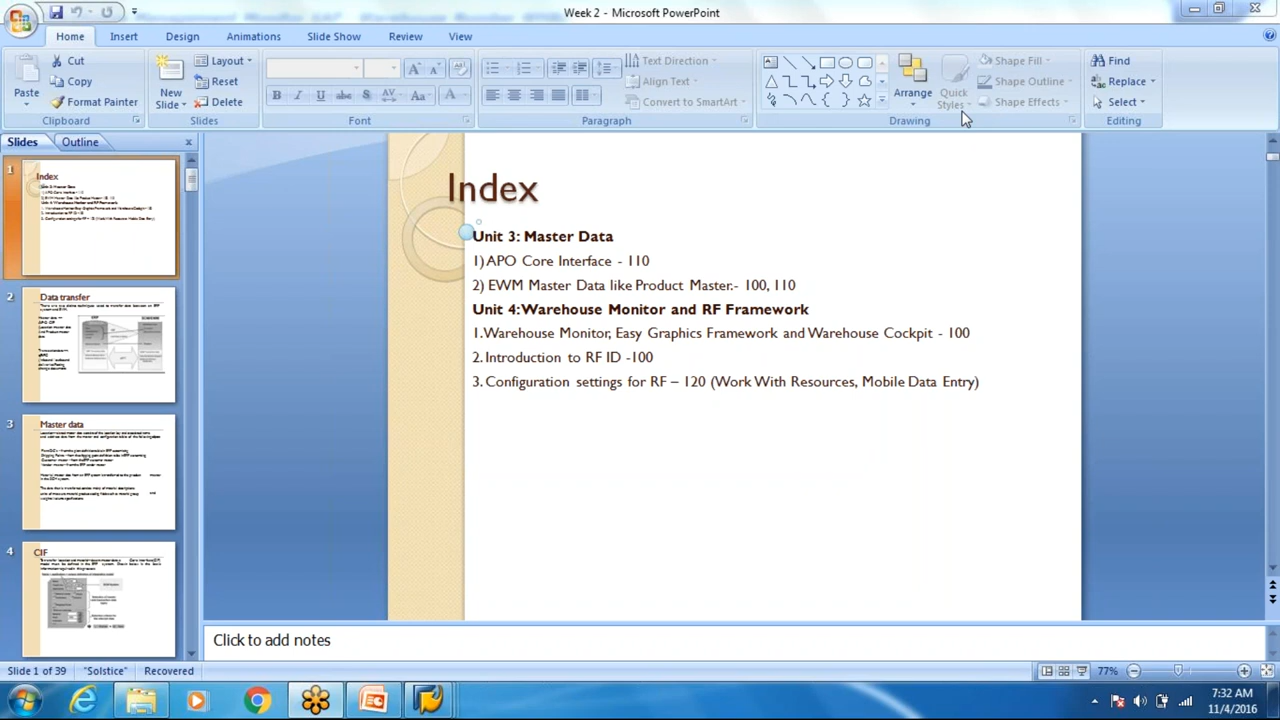 Week 2 - Microsoft PowerPoint
Home Insert Design Animations Slide Show Review View
Paste
Cut
Copy
Format Painter
Clipboard
New Slide
Layout
Reset
Delete
Slides
Font
Text Direction
Align Text
Convert to SmartArt
Paragraph
Arrange
Quick Styles
Shape Fill
Shape Outline
Shape Effects
Drawing
Find
Replace
Select
Editing
Slides Outline
1
Index
2
Data transfer
3
Master data
4
CIF
Index
Unit 3: Master Data
1) APO Core Interface - 110
2) EWM Master Data like Product Master.- 100, 110
Unit 4: Warehouse Monitor and RF Framework
1.Warehouse Monitor, Easy Graphics Framework and Warehouse Cockpit - 100
2.Introduction to RF ID -100
3. Configuration settings for RF – 120 (Work With Resources, Mobile Data Entry)
Click to add notes
Slide 1 of 39 "Solstice" Recovered 77%
7:32 AM
11/4/2016